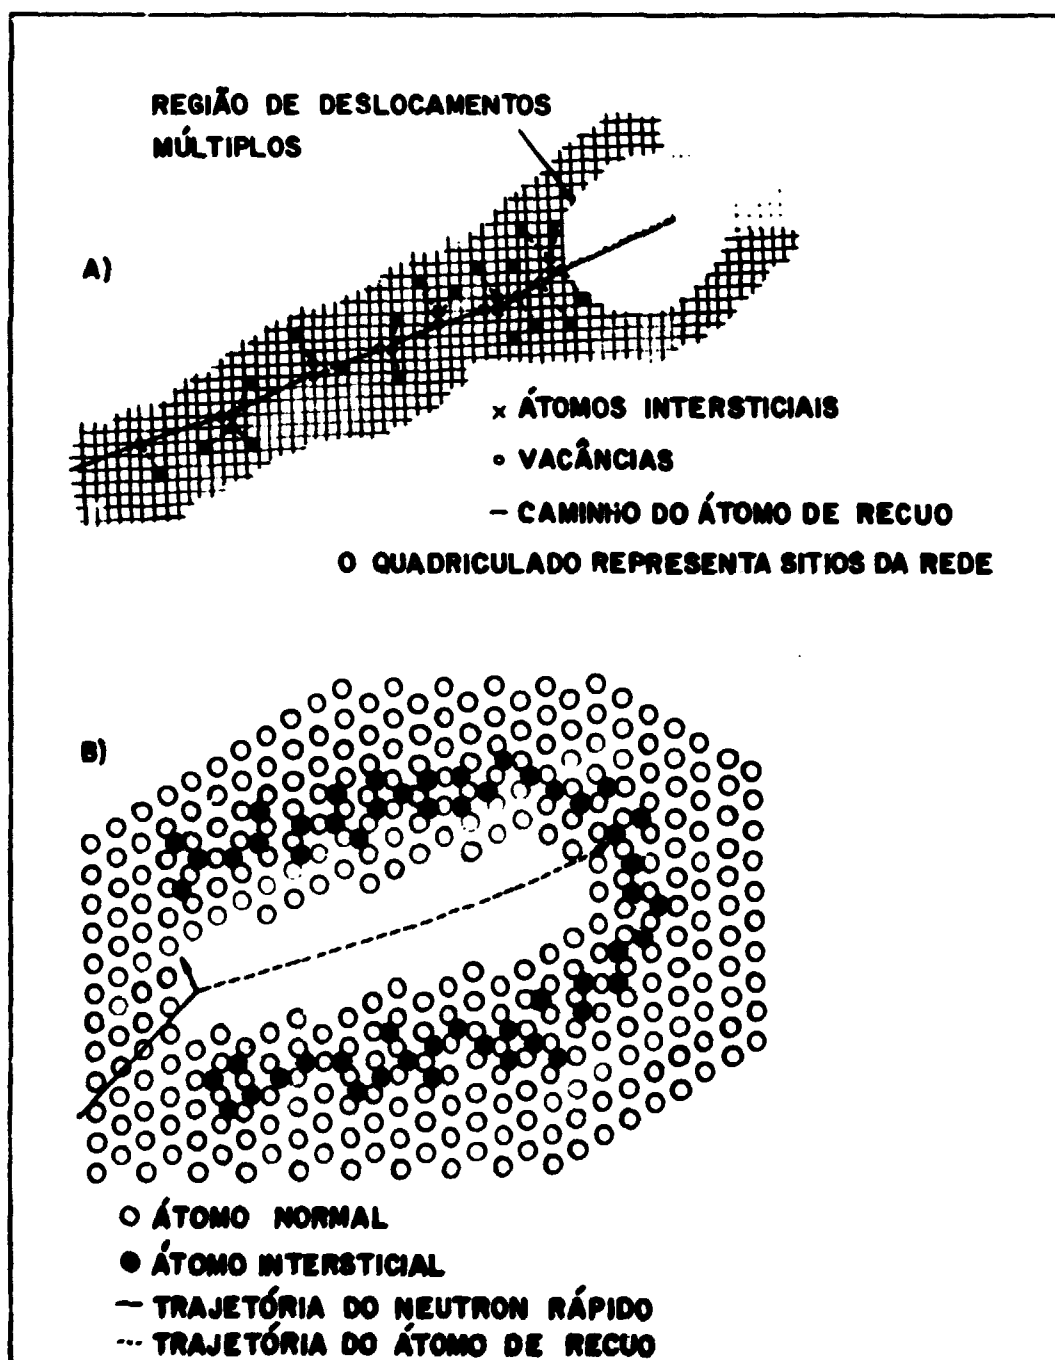 REGIÃO DE DESLOCAMENTOS
MÚLTIPLOS
A)
x ÁTOMOS INTERSTICIAIS
o VACÂNCIAS
– CAMINHO DO ÁTOMO DE RECUO
O QUADRICULADO REPRESENTA SITIOS DA REDE
B)
ÁTOMO NORMAL
ÁTOMO INTERSTICIAL
— TRAJETÓRIA DO NEUTRON RÁPIDO
--- TRAJETÓRIA DO ÁTOMO DE RECUO